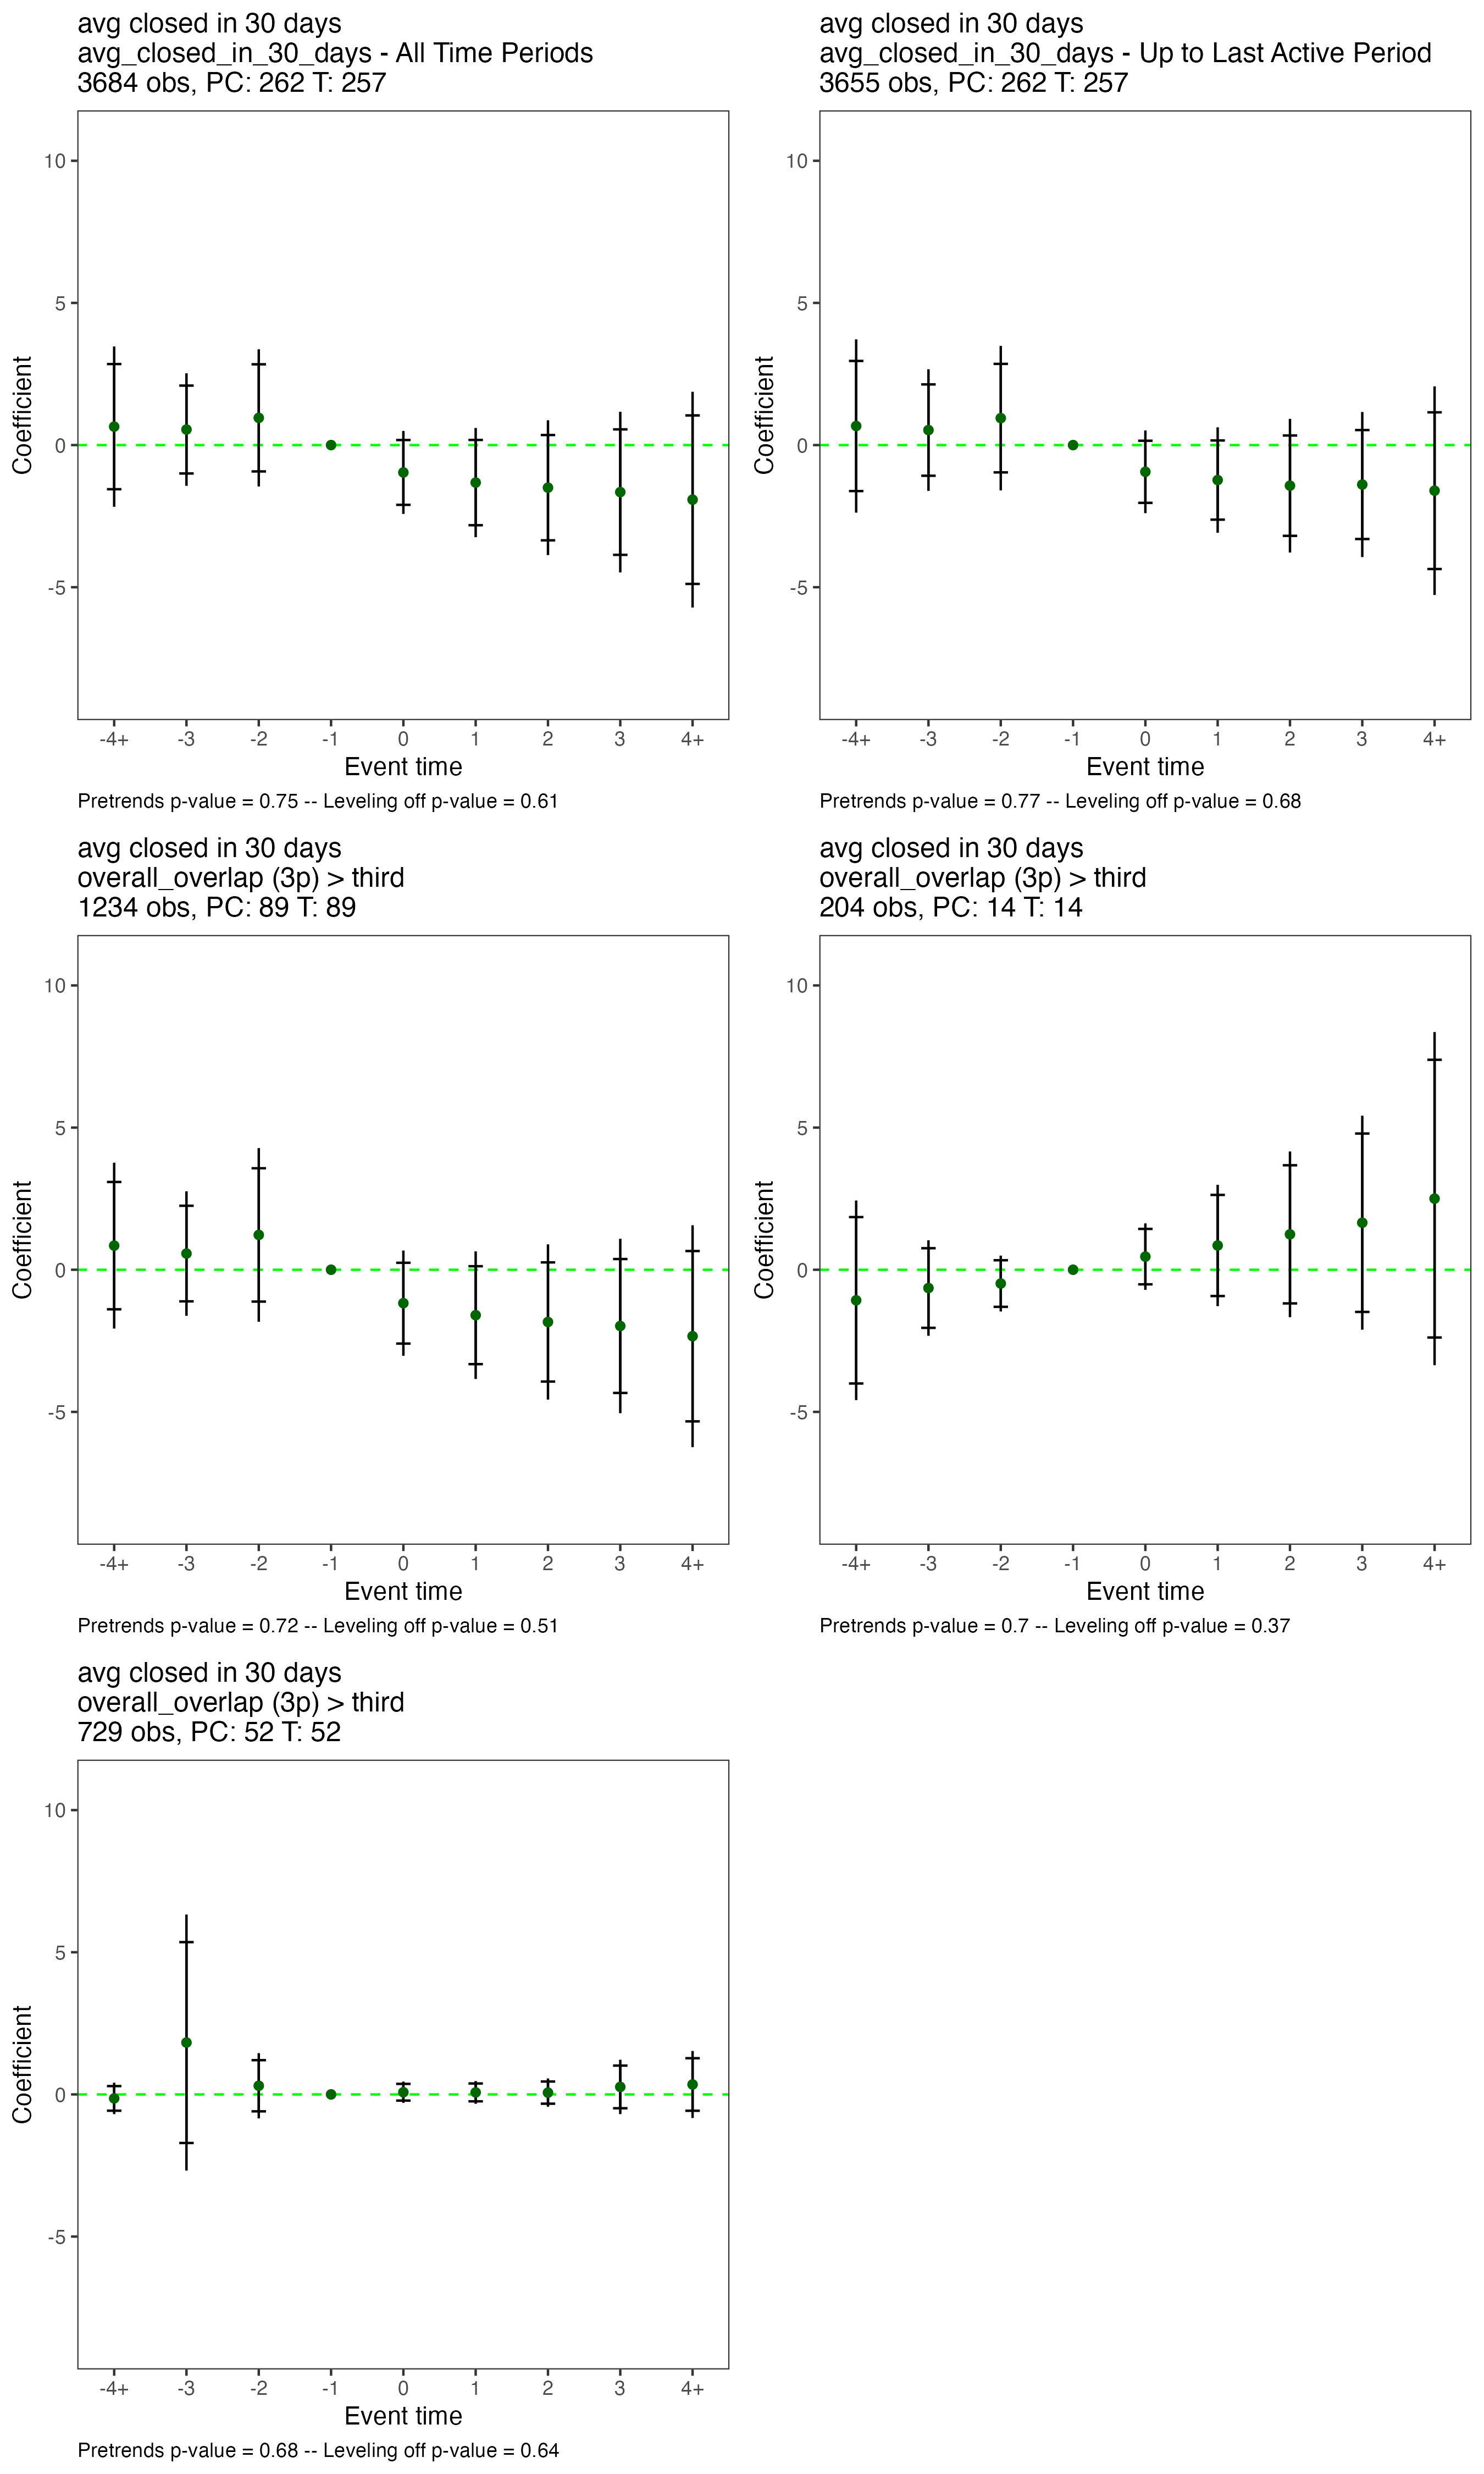 avg closed in 30 days
avg_closed_in_30_days - All Time Periods
3684 obs, PC: 262 T: 257
10
5
0
-5
Coefficient
-4+ -3 -2 -1 0 1 2 3 4+
Event time
Pretrends p-value = 0.75 -- Leveling off p-value = 0.61
avg closed in 30 days
avg_closed_in_30_days - Up to Last Active Period
3655 obs, PC: 262 T: 257
10
5
0
-5
Coefficient
-4+ -3 -2 -1 0 1 2 3 4+
Event time
Pretrends p-value = 0.77 -- Leveling off p-value = 0.68
avg closed in 30 days
overall_overlap (3p) > third
1234 obs, PC: 89 T: 89
10
5
0
-5
Coefficient
-4+ -3 -2 -1 0 1 2 3 4+
Event time
Pretrends p-value = 0.72 -- Leveling off p-value = 0.51
avg closed in 30 days
overall_overlap (3p) > third
204 obs, PC: 14 T: 14
10
5
0
-5
Coefficient
-4+ -3 -2 -1 0 1 2 3 4+
Event time
Pretrends p-value = 0.7 -- Leveling off p-value = 0.37
avg closed in 30 days
overall_overlap (3p) > third
729 obs, PC: 52 T: 52
10
5
0
-5
Coefficient
-4+ -3 -2 -1 0 1 2 3 4+
Event time
Pretrends p-value = 0.68 -- Leveling off p-value = 0.64